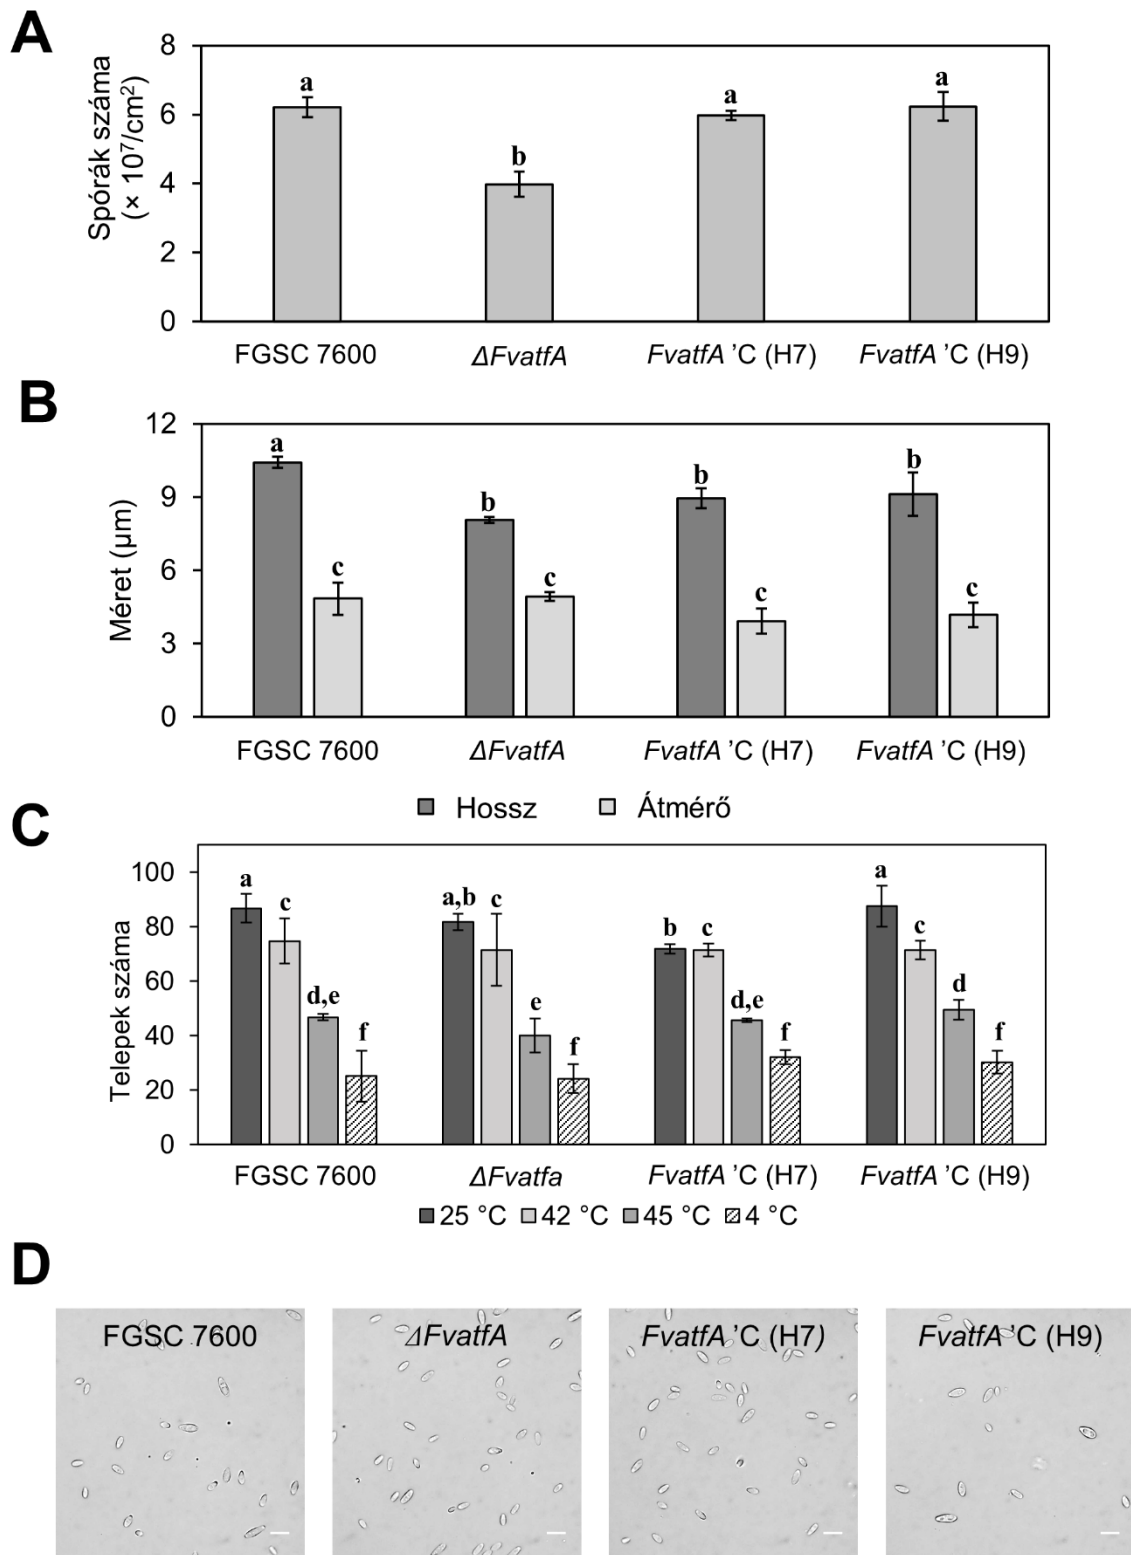 A
Spórák száma
(× 10⁷/cm²)
8
6
4
2
0
a
b
a
a
FGSC 7600
ΔFvatfA
FvatfA ’C (H7)
FvatfA ’C (H9)
B
Méret (µm)
12
9
6
3
0
a
c
b
c
b
c
b
c
FGSC 7600
ΔFvatfA
FvatfA ’C (H7)
FvatfA ’C (H9)
Hossz
Átmérő
C
Telepek száma
100
80
60
40
20
0
a
c
d,e
f
a,b
c
e
f
b
c
d,e
f
a
c
d
f
FGSC 7600
ΔFvatfa
FvatfA ’C (H7)
FvatfA ’C (H9)
25 °C
42 °C
45 °C
4 °C
D
FGSC 7600
ΔFvatfA
FvatfA ’C (H7)
FvatfA ’C (H9)